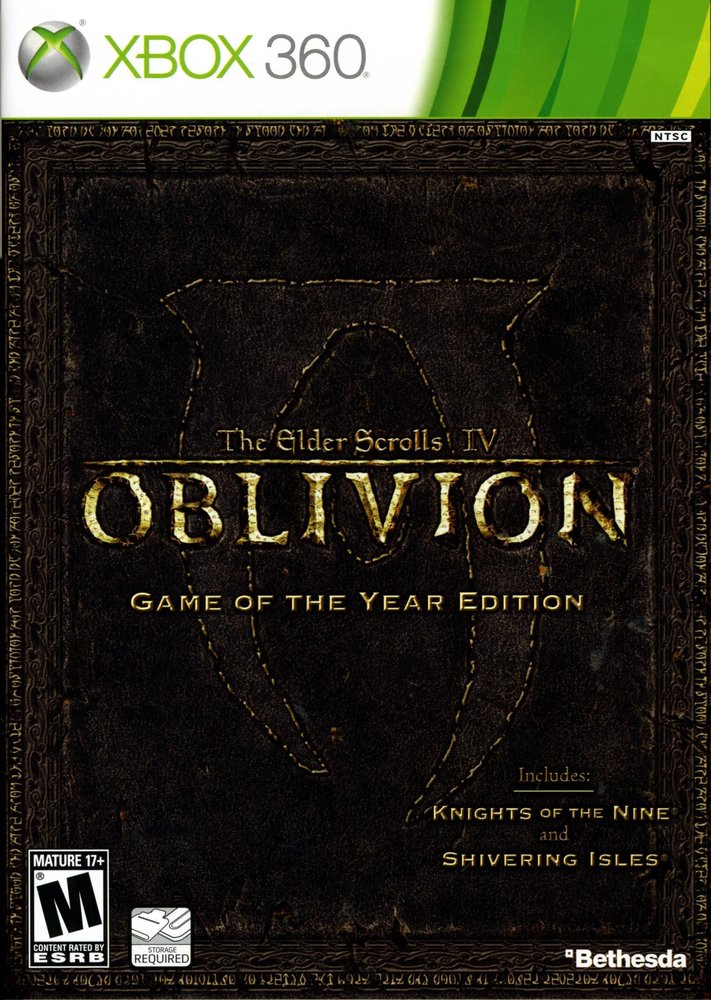 XBOX 360®
NTSC
The Elder Scrolls IV
OBLIVION®
GAME OF THE YEAR EDITION
Includes:
KNIGHTS OF THE NINE®
and
SHIVERING ISLES®
MATURE 17+
M®
CONTENT RATED BY
ESRB
STORAGE
REQUIRED
Bethesda